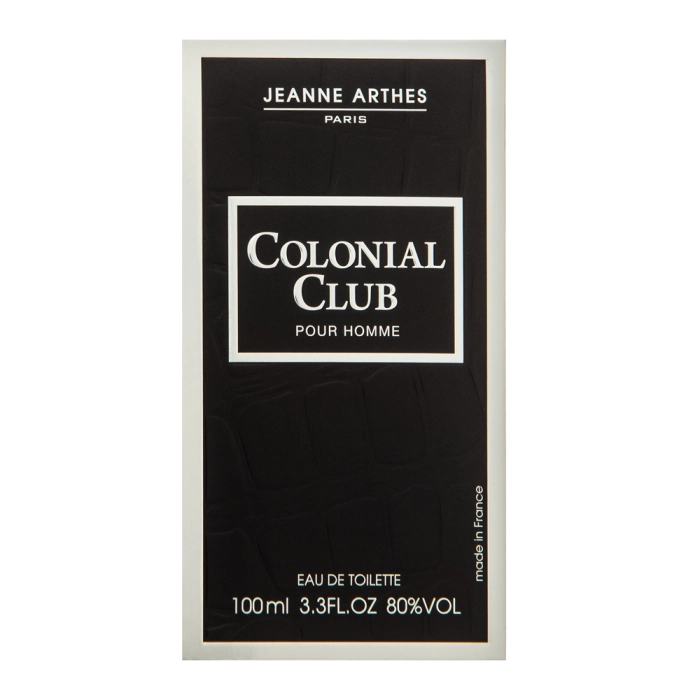 JEANNE ARTHES
PARIS
COLONIAL
CLUB
POUR HOMME
made in France
EAU DE TOILETTE
100ml 3.3FL.OZ 80%VOL